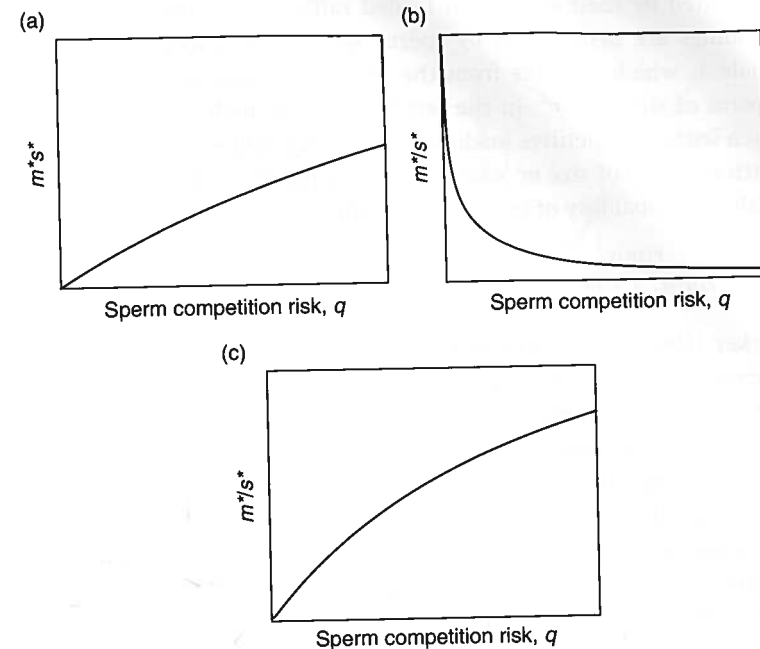 (a)
m*s*
Sperm competition risk, q
(b)
m*/s*
Sperm competition risk, q
(c)
m*/s*
Sperm competition risk, q